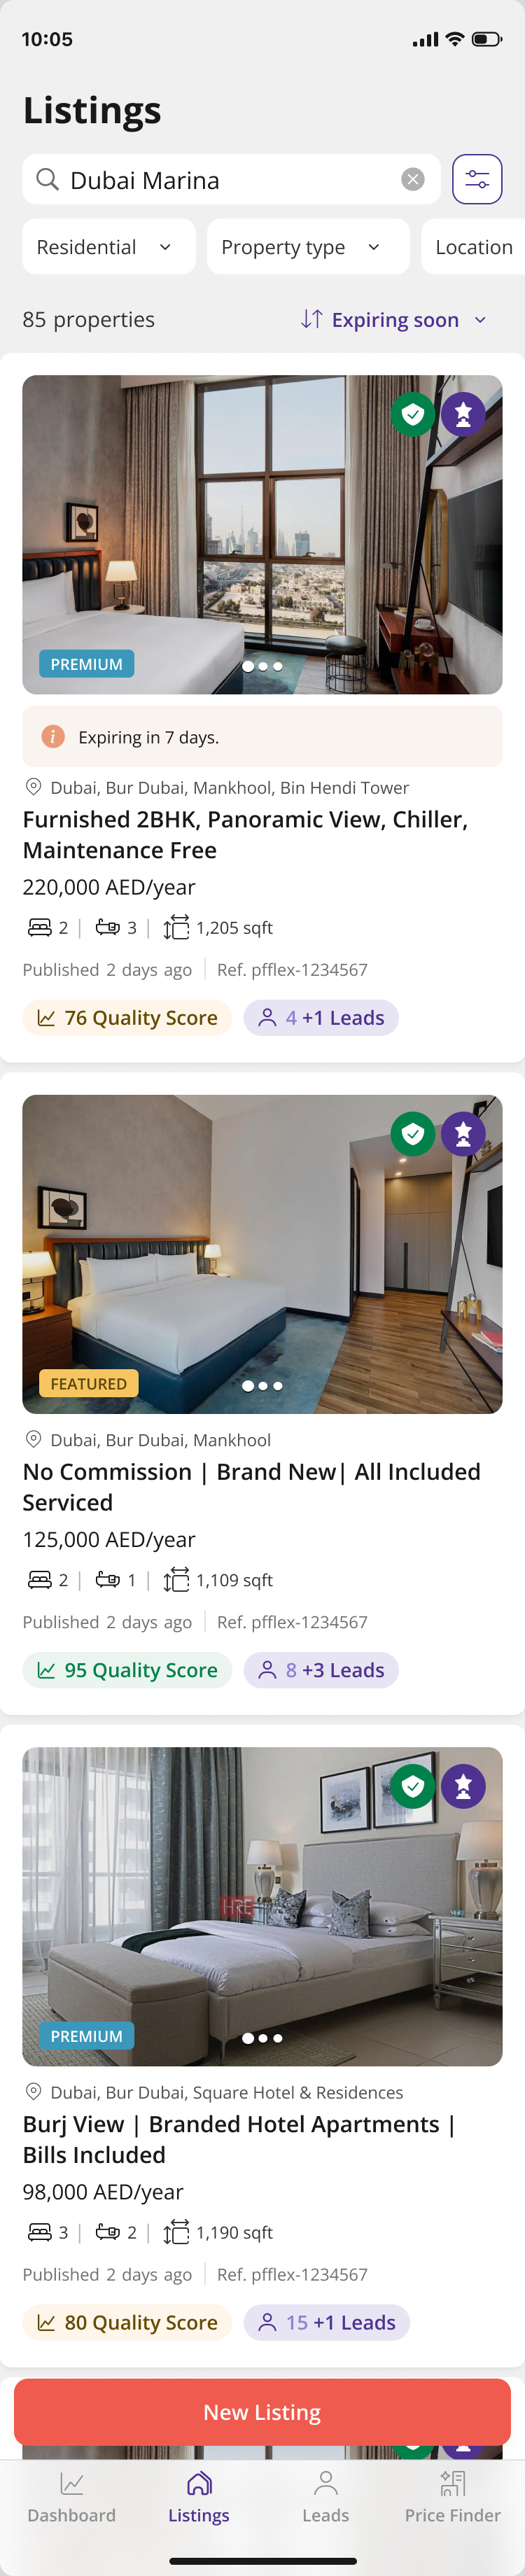 10:05
Listings
Dubai Marina
Residential
Property type
Location
85 properties
Expiring soon
PREMIUM
Expiring in 7 days.
Dubai, Bur Dubai, Mankhool, Bin Hendi Tower
Furnished 2BHK, Panoramic View, Chiller,
Maintenance Free
220,000 AED/year
2 | 3 | 1,205 sqft
Published 2 days ago | Ref. pfflex-1234567
76 Quality Score
4 +1 Leads
FEATURED
Dubai, Bur Dubai, Mankhool
No Commission | Brand New| All Included
Serviced
125,000 AED/year
2 | 1 | 1,109 sqft
Published 2 days ago | Ref. pfflex-1234567
95 Quality Score
8 +3 Leads
HRE
PREMIUM
Dubai, Bur Dubai, Square Hotel & Residences
Burj View | Branded Hotel Apartments |
Bills Included
98,000 AED/year
3 | 2 | 1,190 sqft
Published 2 days ago | Ref. pfflex-1234567
80 Quality Score
15 +1 Leads
New Listing
Dashboard
Listings
Leads
Price Finder